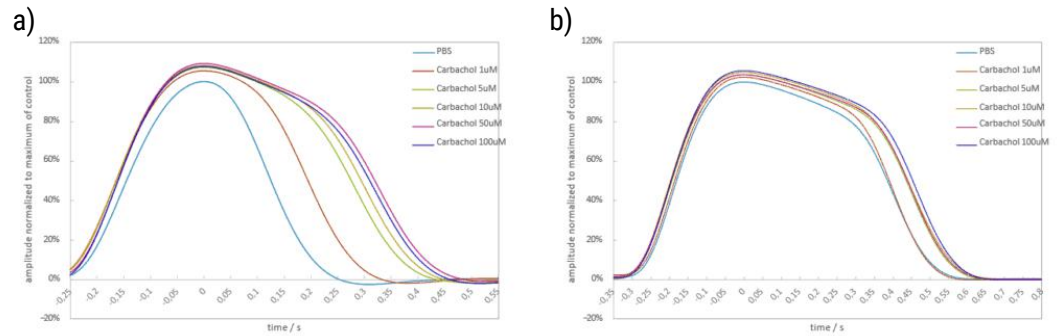 a)
120%
100%
80%
60%
40%
20%
0%
-20%
amplitude normalized to maximum of control
-0,25 -0,2 -0,15 -0,1 -0,05 0 0,05 0,1 0,15 0,2 0,25 0,3 0,35 0,4 0,45 0,5 0,55
time / s
PBS
Carbachol 1uM
Carbachol 5uM
Carbachol 10uM
Carbachol 50uM
Carbachol 100uM
b)
120%
100%
80%
60%
40%
20%
0%
-20%
amplitude normalized to maximum of control
-0,35 -0,3 -0,25 -0,2 -0,15 -0,1 -0,05 0 0,05 0,1 0,15 0,2 0,25 0,3 0,35 0,4 0,45 0,5 0,55 0,6 0,65 0,7 0,75 0,8
time / s
PBS
Carbachol 1uM
Carbachol 5uM
Carbachol 10uM
Carbachol 50uM
Carbachol 100uM